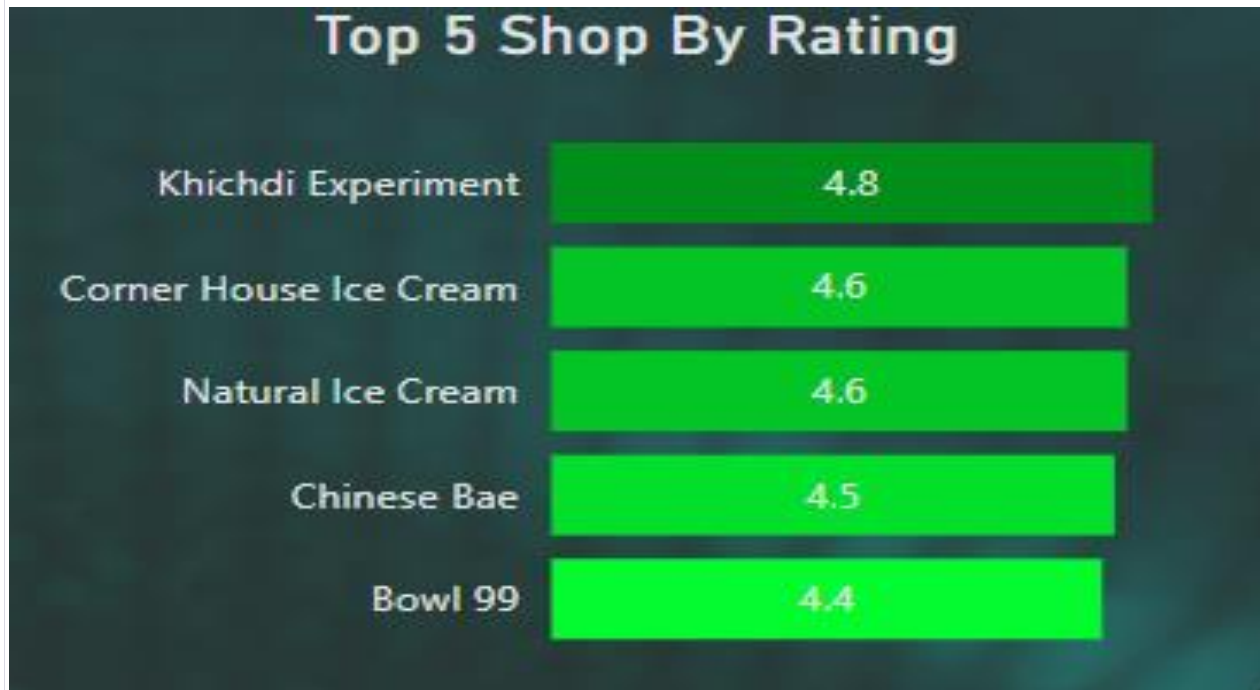 Top 5 Shop By Rating
Khichdi Experiment 4.8
Corner House Ice Cream 4.6
Natural Ice Cream 4.6
Chinese Bae 4.5
Bowl 99 4.4